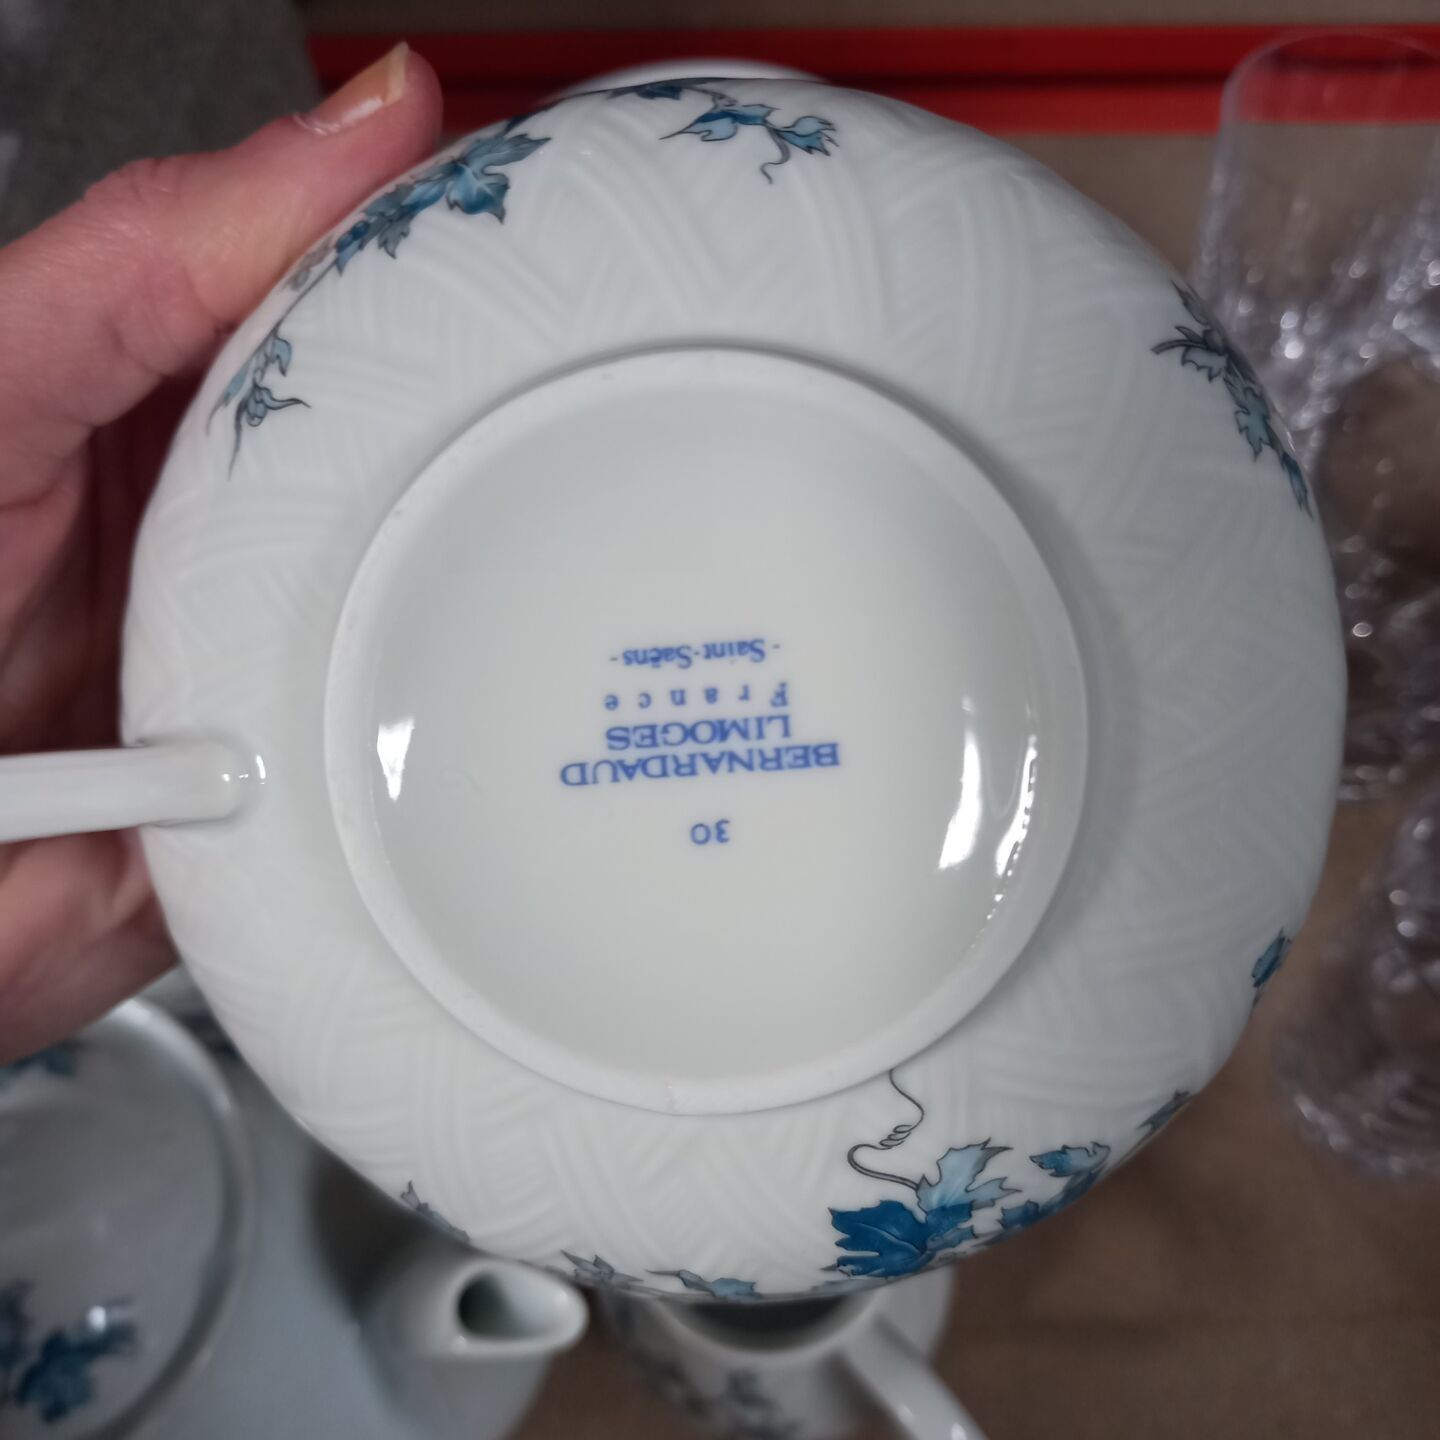 30
BERNARDAUD
LIMOGES
France
- Saint-Saëns -